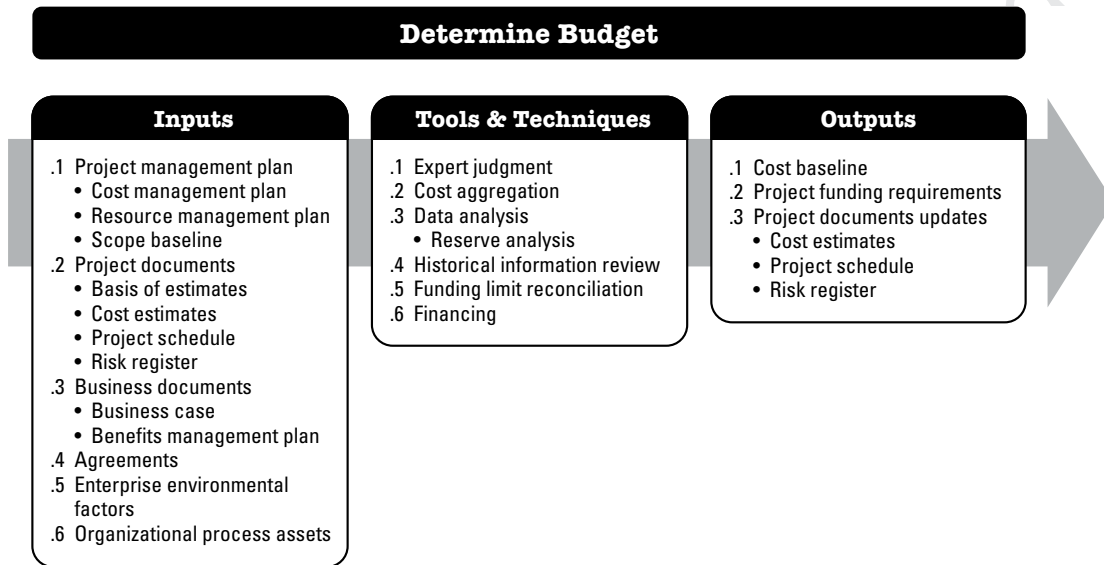 Determine Budget
Inputs
.1 Project management plan
• Cost management plan
• Resource management plan
• Scope baseline
.2 Project documents
• Basis of estimates
• Cost estimates
• Project schedule
• Risk register
.3 Business documents
• Business case
• Benefits management plan
.4 Agreements
.5 Enterprise environmental
factors
.6 Organizational process assets
Tools & Techniques
.1 Expert judgment
.2 Cost aggregation
.3 Data analysis
• Reserve analysis
.4 Historical information review
.5 Funding limit reconciliation
.6 Financing
Outputs
.1 Cost baseline
.2 Project funding requirements
.3 Project documents updates
• Cost estimates
• Project schedule
• Risk register